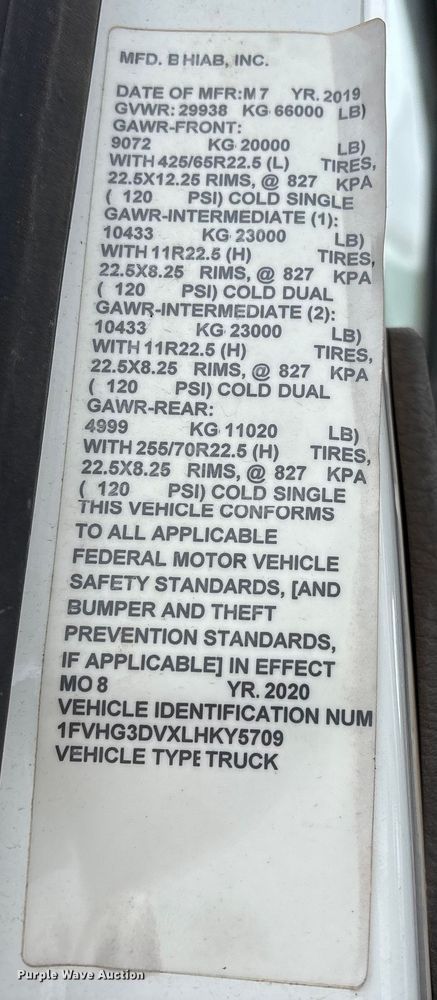 MFD. B HIAB, INC.
DATE OF MFR:M 7 YR. 2019
GVWR: 29938 KG 66000 LB)
GAWR-FRONT:
9072 KG 20000 LB)
WITH 425/65R22.5 (L) TIRES,
22.5X12.25 RIMS, @ 827 KPA
( 120 PSI) COLD SINGLE
GAWR-INTERMEDIATE (1):
10433 KG 23000 LB)
WITH 11R22.5 (H) TIRES,
22.5X8.25 RIMS, @ 827 KPA
( 120 PSI) COLD DUAL
GAWR-INTERMEDIATE (2):
10433 KG 23000 LB)
WITH 11R22.5 (H) TIRES,
22.5X8.25 RIMS, @ 827 KPA
( 120 PSI) COLD DUAL
GAWR-REAR:
4999 KG 11020 LB)
WITH 255/70R22.5 (H) TIRES,
22.5X8.25 RIMS, @ 827 KPA
( 120 PSI) COLD SINGLE
THIS VEHICLE CONFORMS
TO ALL APPLICABLE
FEDERAL MOTOR VEHICLE
SAFETY STANDARDS, [AND
BUMPER AND THEFT
PREVENTION STANDARDS,
IF APPLICABLE] IN EFFECT
MO 8 YR. 2020
VEHICLE IDENTIFICATION NUM
1FVHG3DVXLHKY5709
VEHICLE TYPE TRUCK
Purple Wave Auction